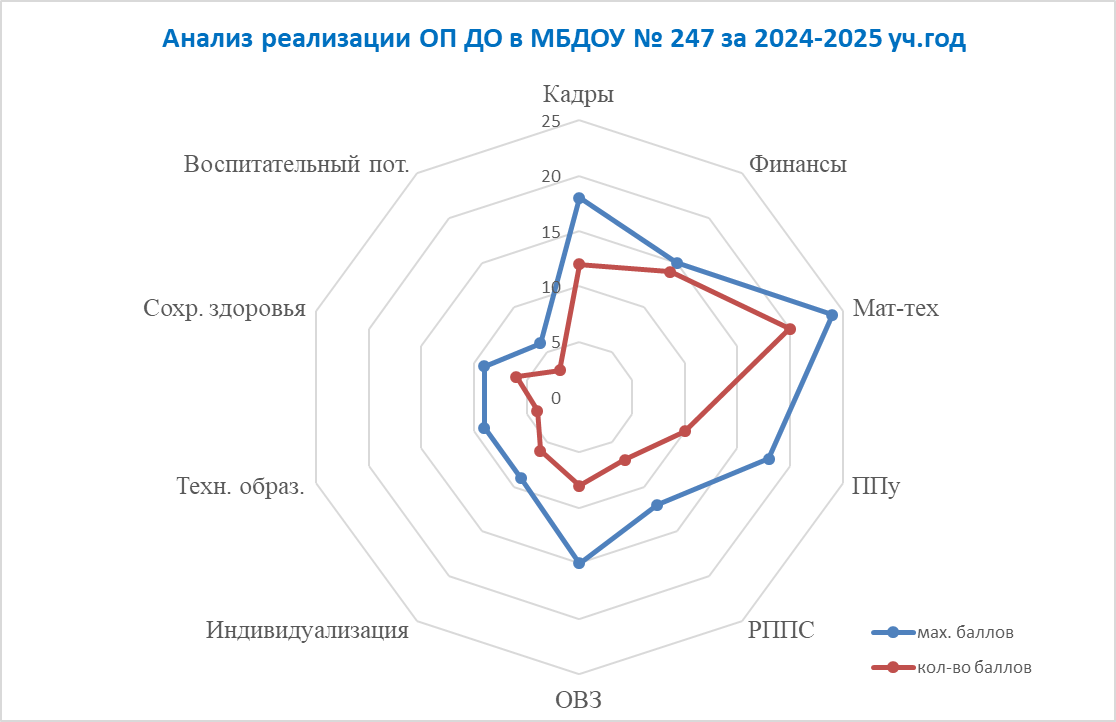 Анализ реализации ОП ДО в МБДОУ № 247 за 2024-2025 уч.год
Кадры
25
Воспитательный пот.
Финансы
20
15
Сохр. здоровья
10
Мат-тех
5
0
Техн. образ.
ППу
Индивидуализация
РППС
мах. баллов
кол-во баллов
ОВЗ